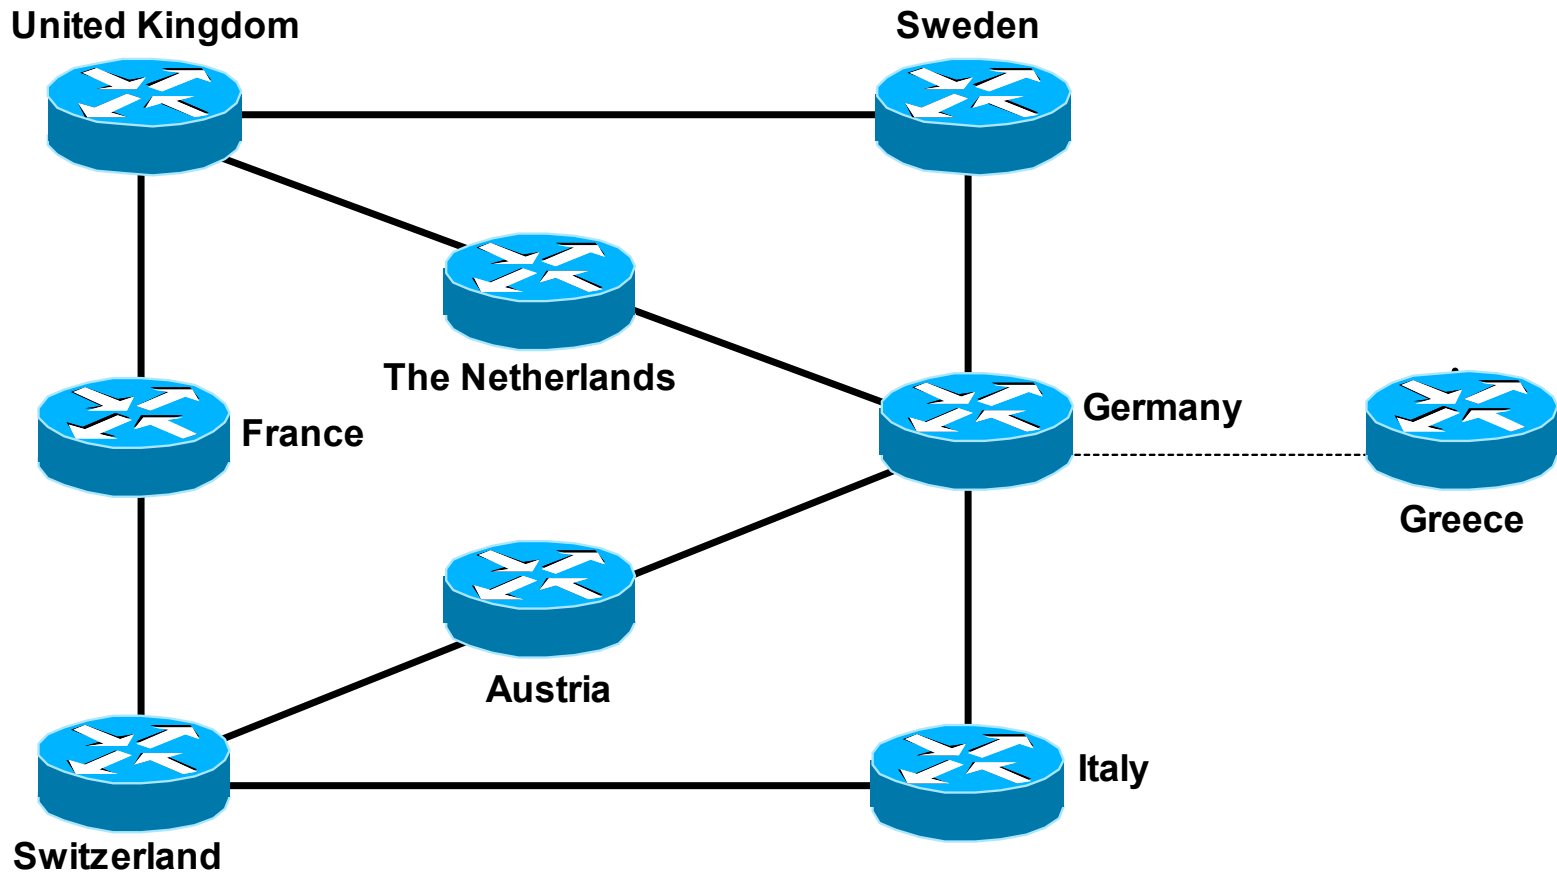 United Kingdom
Sweden
The Netherlands
Germany
France
Greece
Austria
Italy
Switzerland